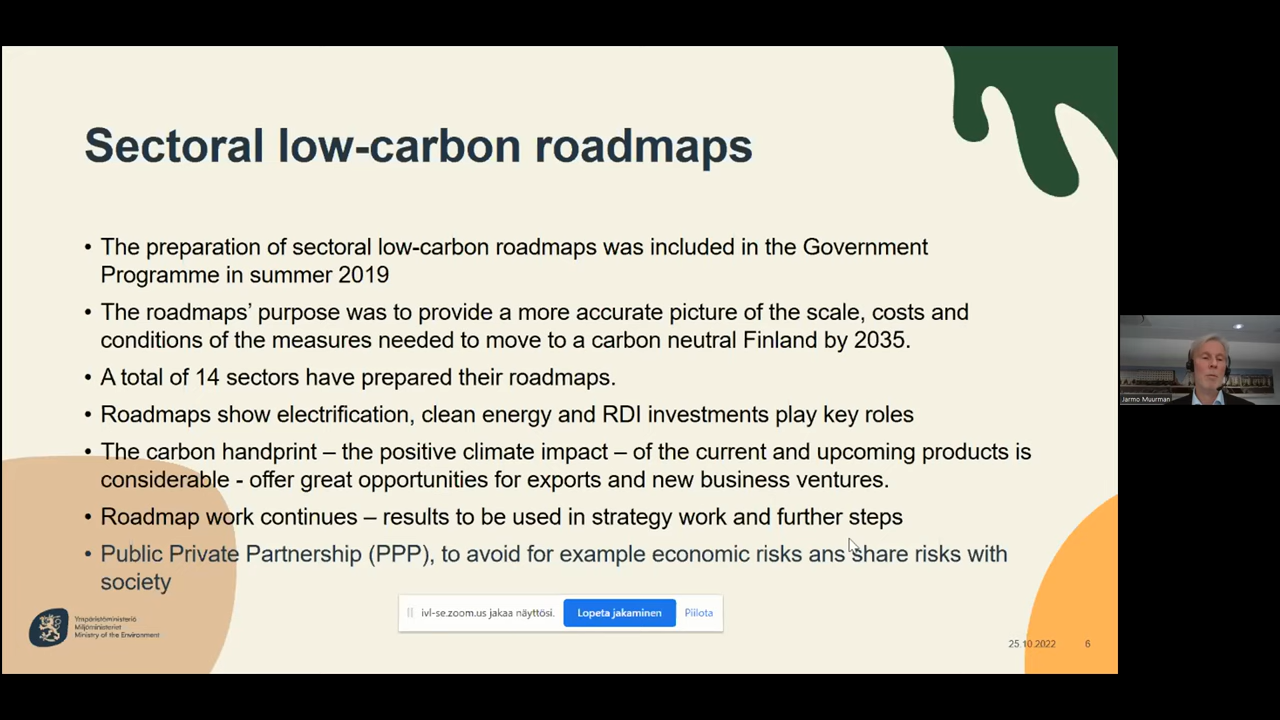 Sectoral low-carbon roadmaps
• The preparation of sectoral low-carbon roadmaps was included in the Government
Programme in summer 2019
• The roadmaps’ purpose was to provide a more accurate picture of the scale, costs and
conditions of the measures needed to move to a carbon neutral Finland by 2035.
• A total of 14 sectors have prepared their roadmaps.
• Roadmaps show electrification, clean energy and RDI investments play key roles
• The carbon handprint – the positive climate impact – of the current and upcoming products is
considerable - offer great opportunities for exports and new business ventures.
• Roadmap work continues – results to be used in strategy work and further steps
• Public Private Partnership (PPP), to avoid for example economic risks ans share risks with
society
ivl-se.zoom.us jakaa näyttösi.
Lopeta jakaminen
Piilota
Ympäristöministeriö
Miljöministeriet
Ministry of the Environment
25.10.2022
6
Jarmo Muurman